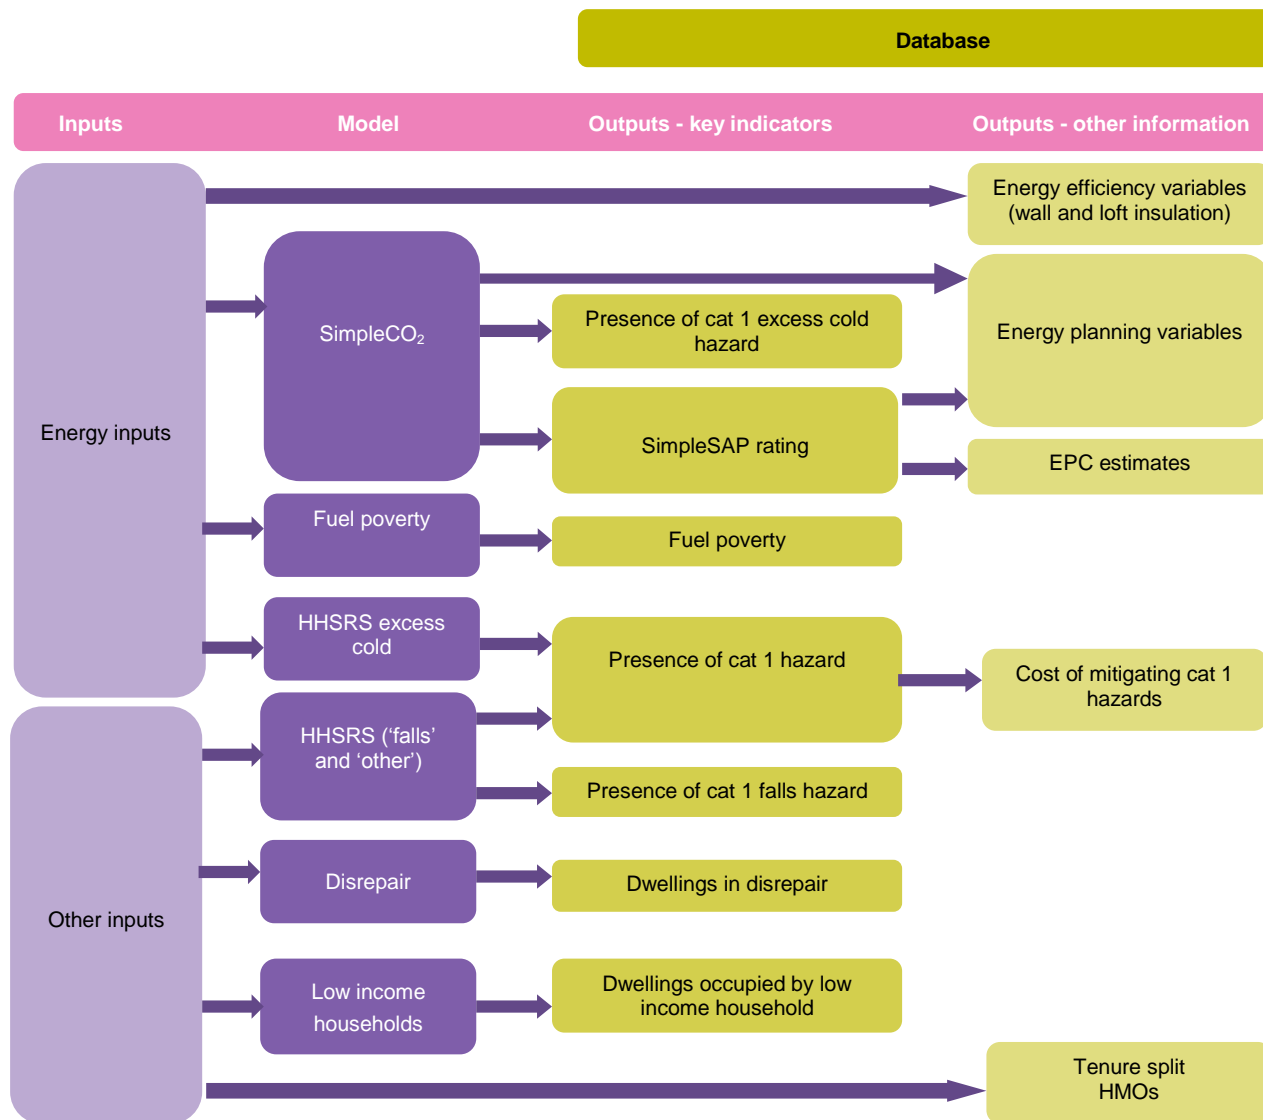 Database
Inputs
Model
Outputs - key indicators
Outputs - other information
Energy efficiency variables
(wall and loft insulation)
SimpleCO₂
Presence of cat 1 excess cold
hazard
Energy planning variables
Energy inputs
SimpleSAP rating
EPC estimates
Fuel poverty
Fuel poverty
HHSRS excess
cold
Presence of cat 1 hazard
Cost of mitigating cat 1
hazards
HHSRS (‘falls’
and ‘other’)
Presence of cat 1 falls hazard
Disrepair
Dwellings in disrepair
Other inputs
Low income
households
Dwellings occupied by low
income household
Tenure split
HMOs